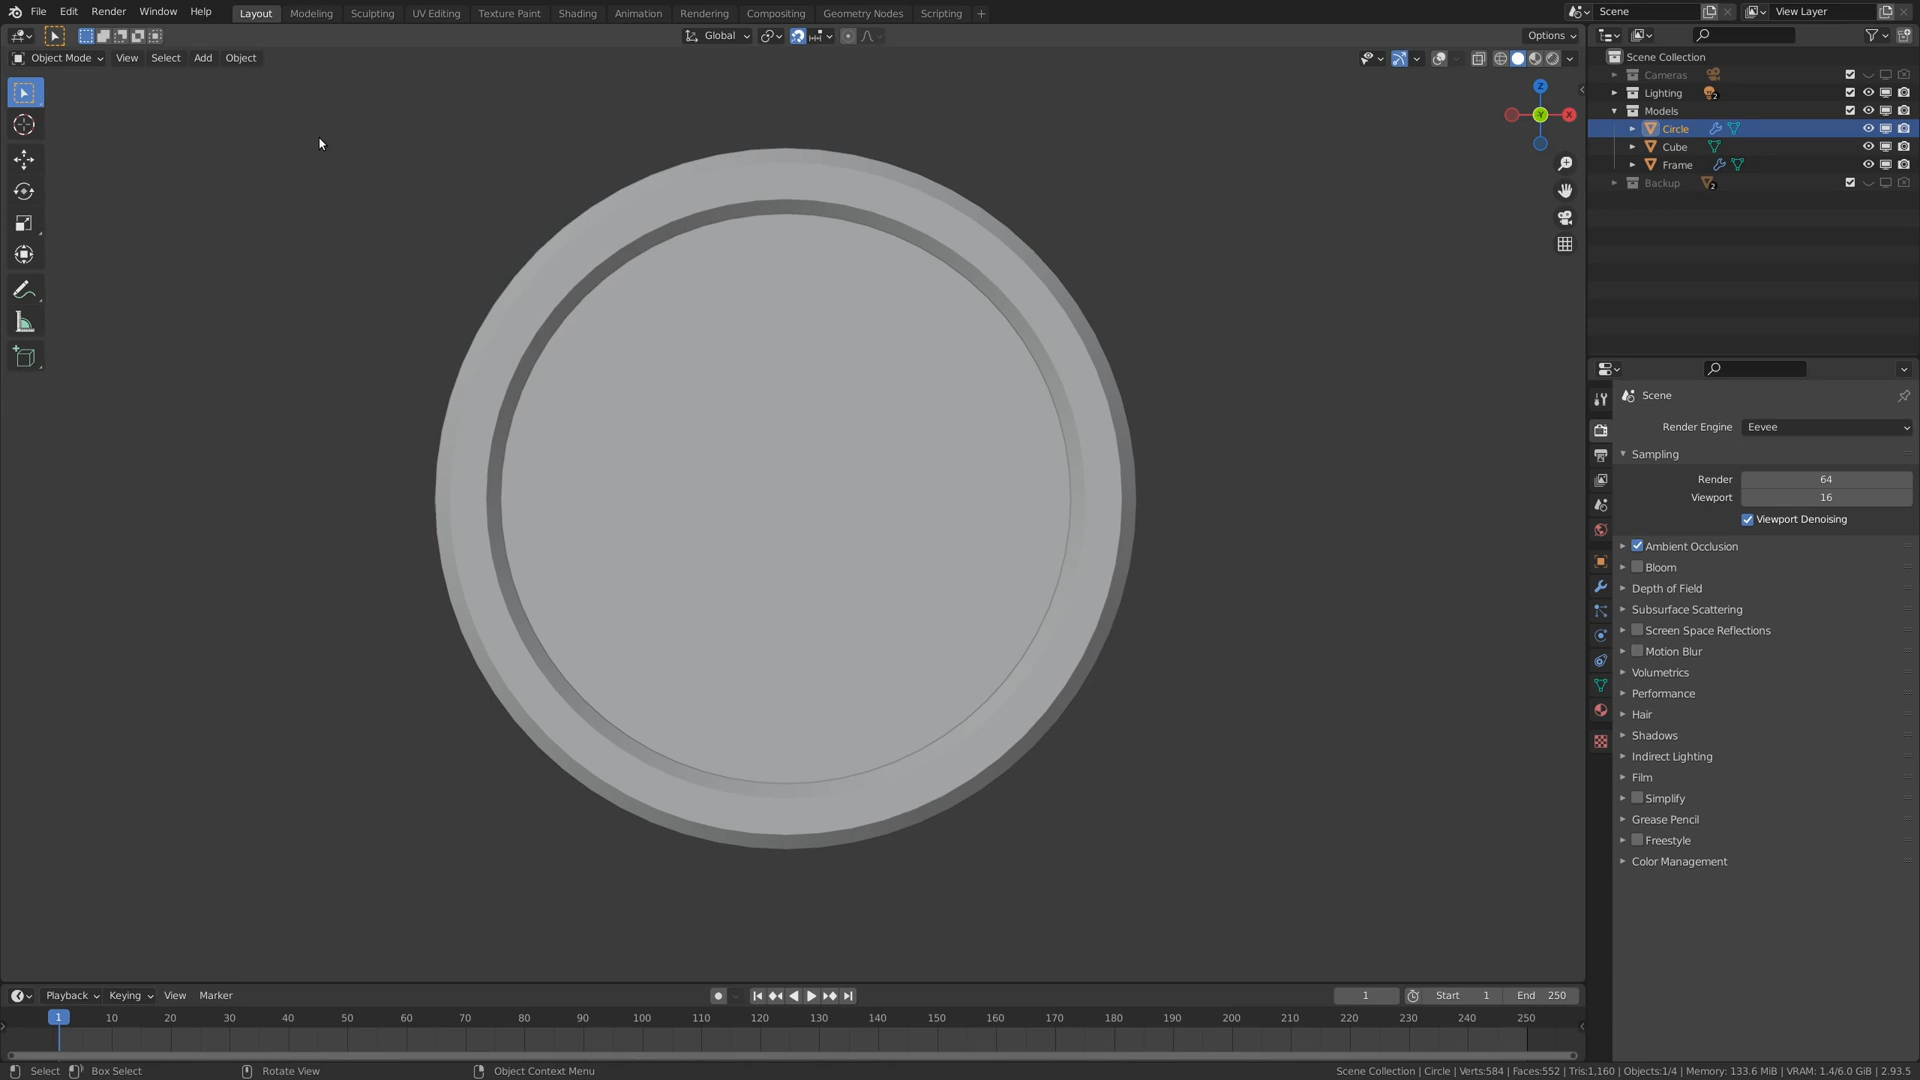 File Edit Render Window Help Layout Modeling Sculpting UV Editing Texture Paint Shading Animation Rendering Compositing Geometry Nodes Scripting + Scene View Layer
Global Options
Object Mode View Select Add Object
Z
Y X
Scene Collection
Cameras
Lighting 2
Models
Circle
Cube
Frame
Backup 2
Scene
Render Engine Eevee
Sampling
Render 64
Viewport 16
Viewport Denoising
Ambient Occlusion
Bloom
Depth of Field
Subsurface Scattering
Screen Space Reflections
Motion Blur
Volumetrics
Performance
Hair
Shadows
Indirect Lighting
Film
Simplify
Grease Pencil
Freestyle
Color Management
Playback Keying View Marker 1 Start 1 End 250
1 10 20 30 40 50 60 70 80 90 100 110 120 130 140 150 160 170 180 190 200 210 220 230 240 250
Select Box Select Rotate View Object Context Menu Scene Collection | Circle | Verts:584 | Faces:552 | Tris:1,160 | Objects:1/4 | Memory: 133.6 MiB | VRAM: 1.4/6.0 GiB | 2.93.5